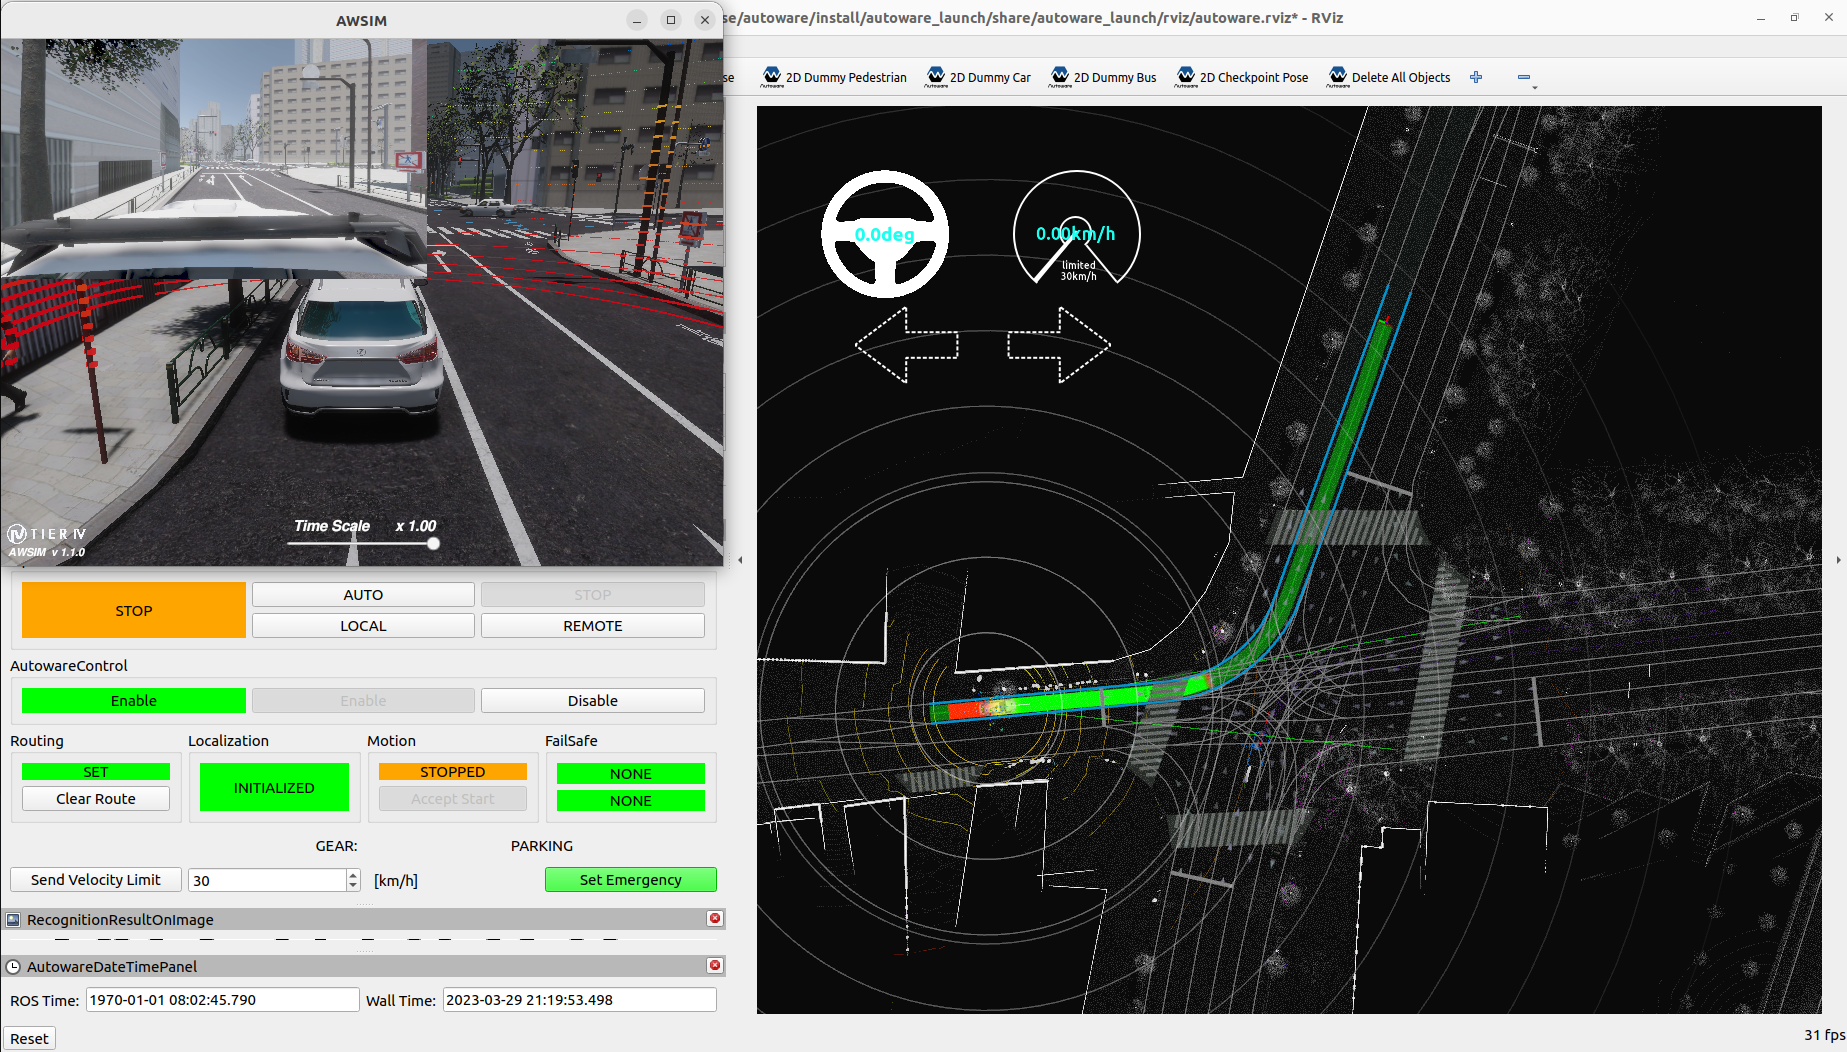 AWSIM
se/autoware/install/autoware_launch/share/autoware_launch/rviz/autoware.rviz* - RViz
se
2D Dummy Pedestrian
2D Dummy Car
2D Dummy Bus
2D Checkpoint Pose
Delete All Objects
0.0deg
0.00km/h
limited
30km/h
TIER IV
AWSIM v 1.1.0
Time Scale x 1.00
STOP
AUTO
STOP
LOCAL
REMOTE
AutowareControl
Enable
Enable
Disable
Routing
Localization
Motion
FailSafe
SET
INITIALIZED
STOPPED
NONE
Clear Route
Accept Start
NONE
GEAR:
PARKING
Send Velocity Limit
30
[km/h]
Set Emergency
RecognitionResultOnImage
AutowareDateTimePanel
ROS Time: 1970-01-01 08:02:45.790
Wall Time: 2023-03-29 21:19:53.498
Reset
31 fps